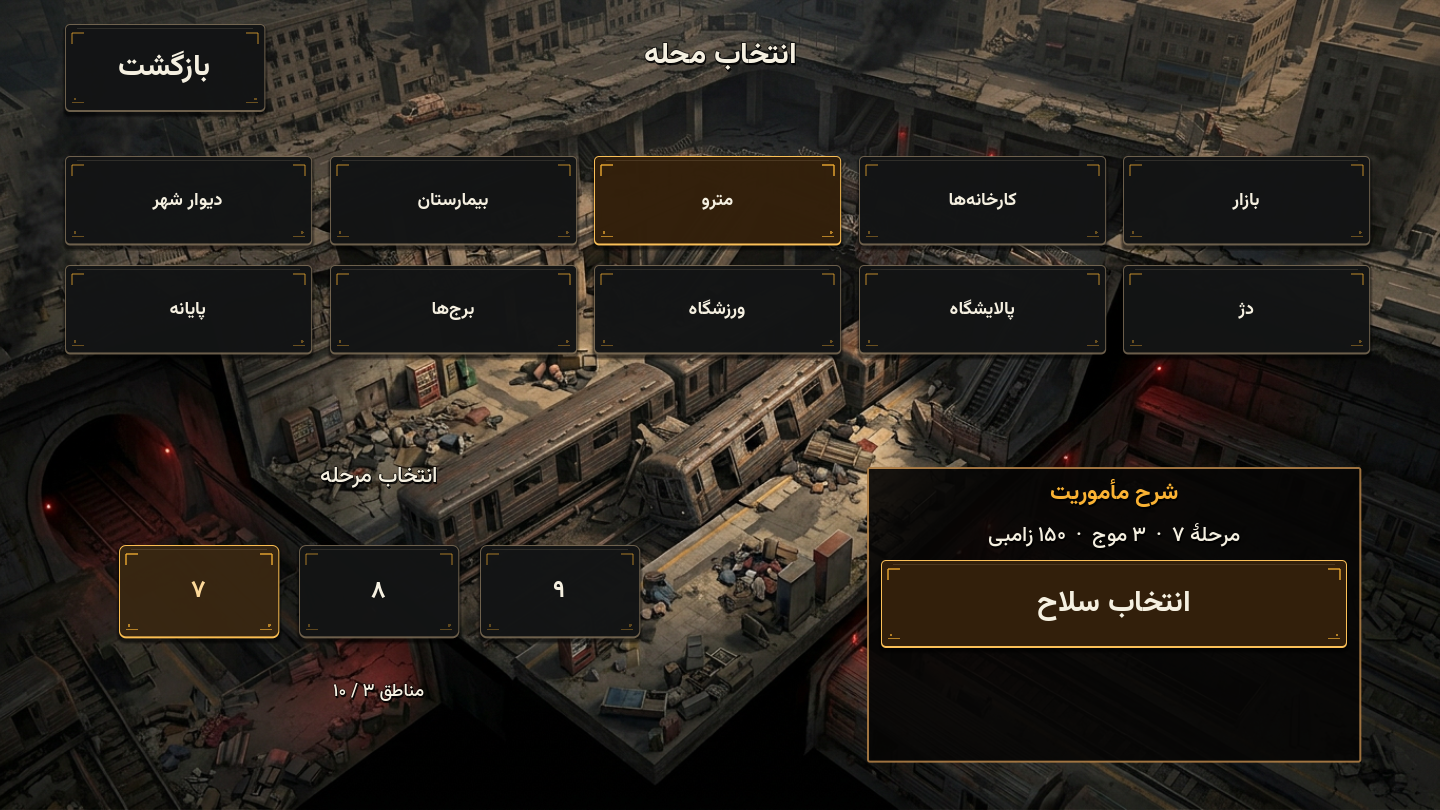 انتخاب محله
بازگشت
بازار
کارخانه‌ها
مترو
بیمارستان
دیوار شهر
دژ
پالایشگاه
ورزشگاه
برج‌ها
پایانه
انتخاب مرحله
۷
۸
۹
مناطق ۳ / ۱۰
شرح مأموریت
مرحلهٔ ۷ · ۳ موج · ۱۵۰ زامبی
انتخاب سلاح